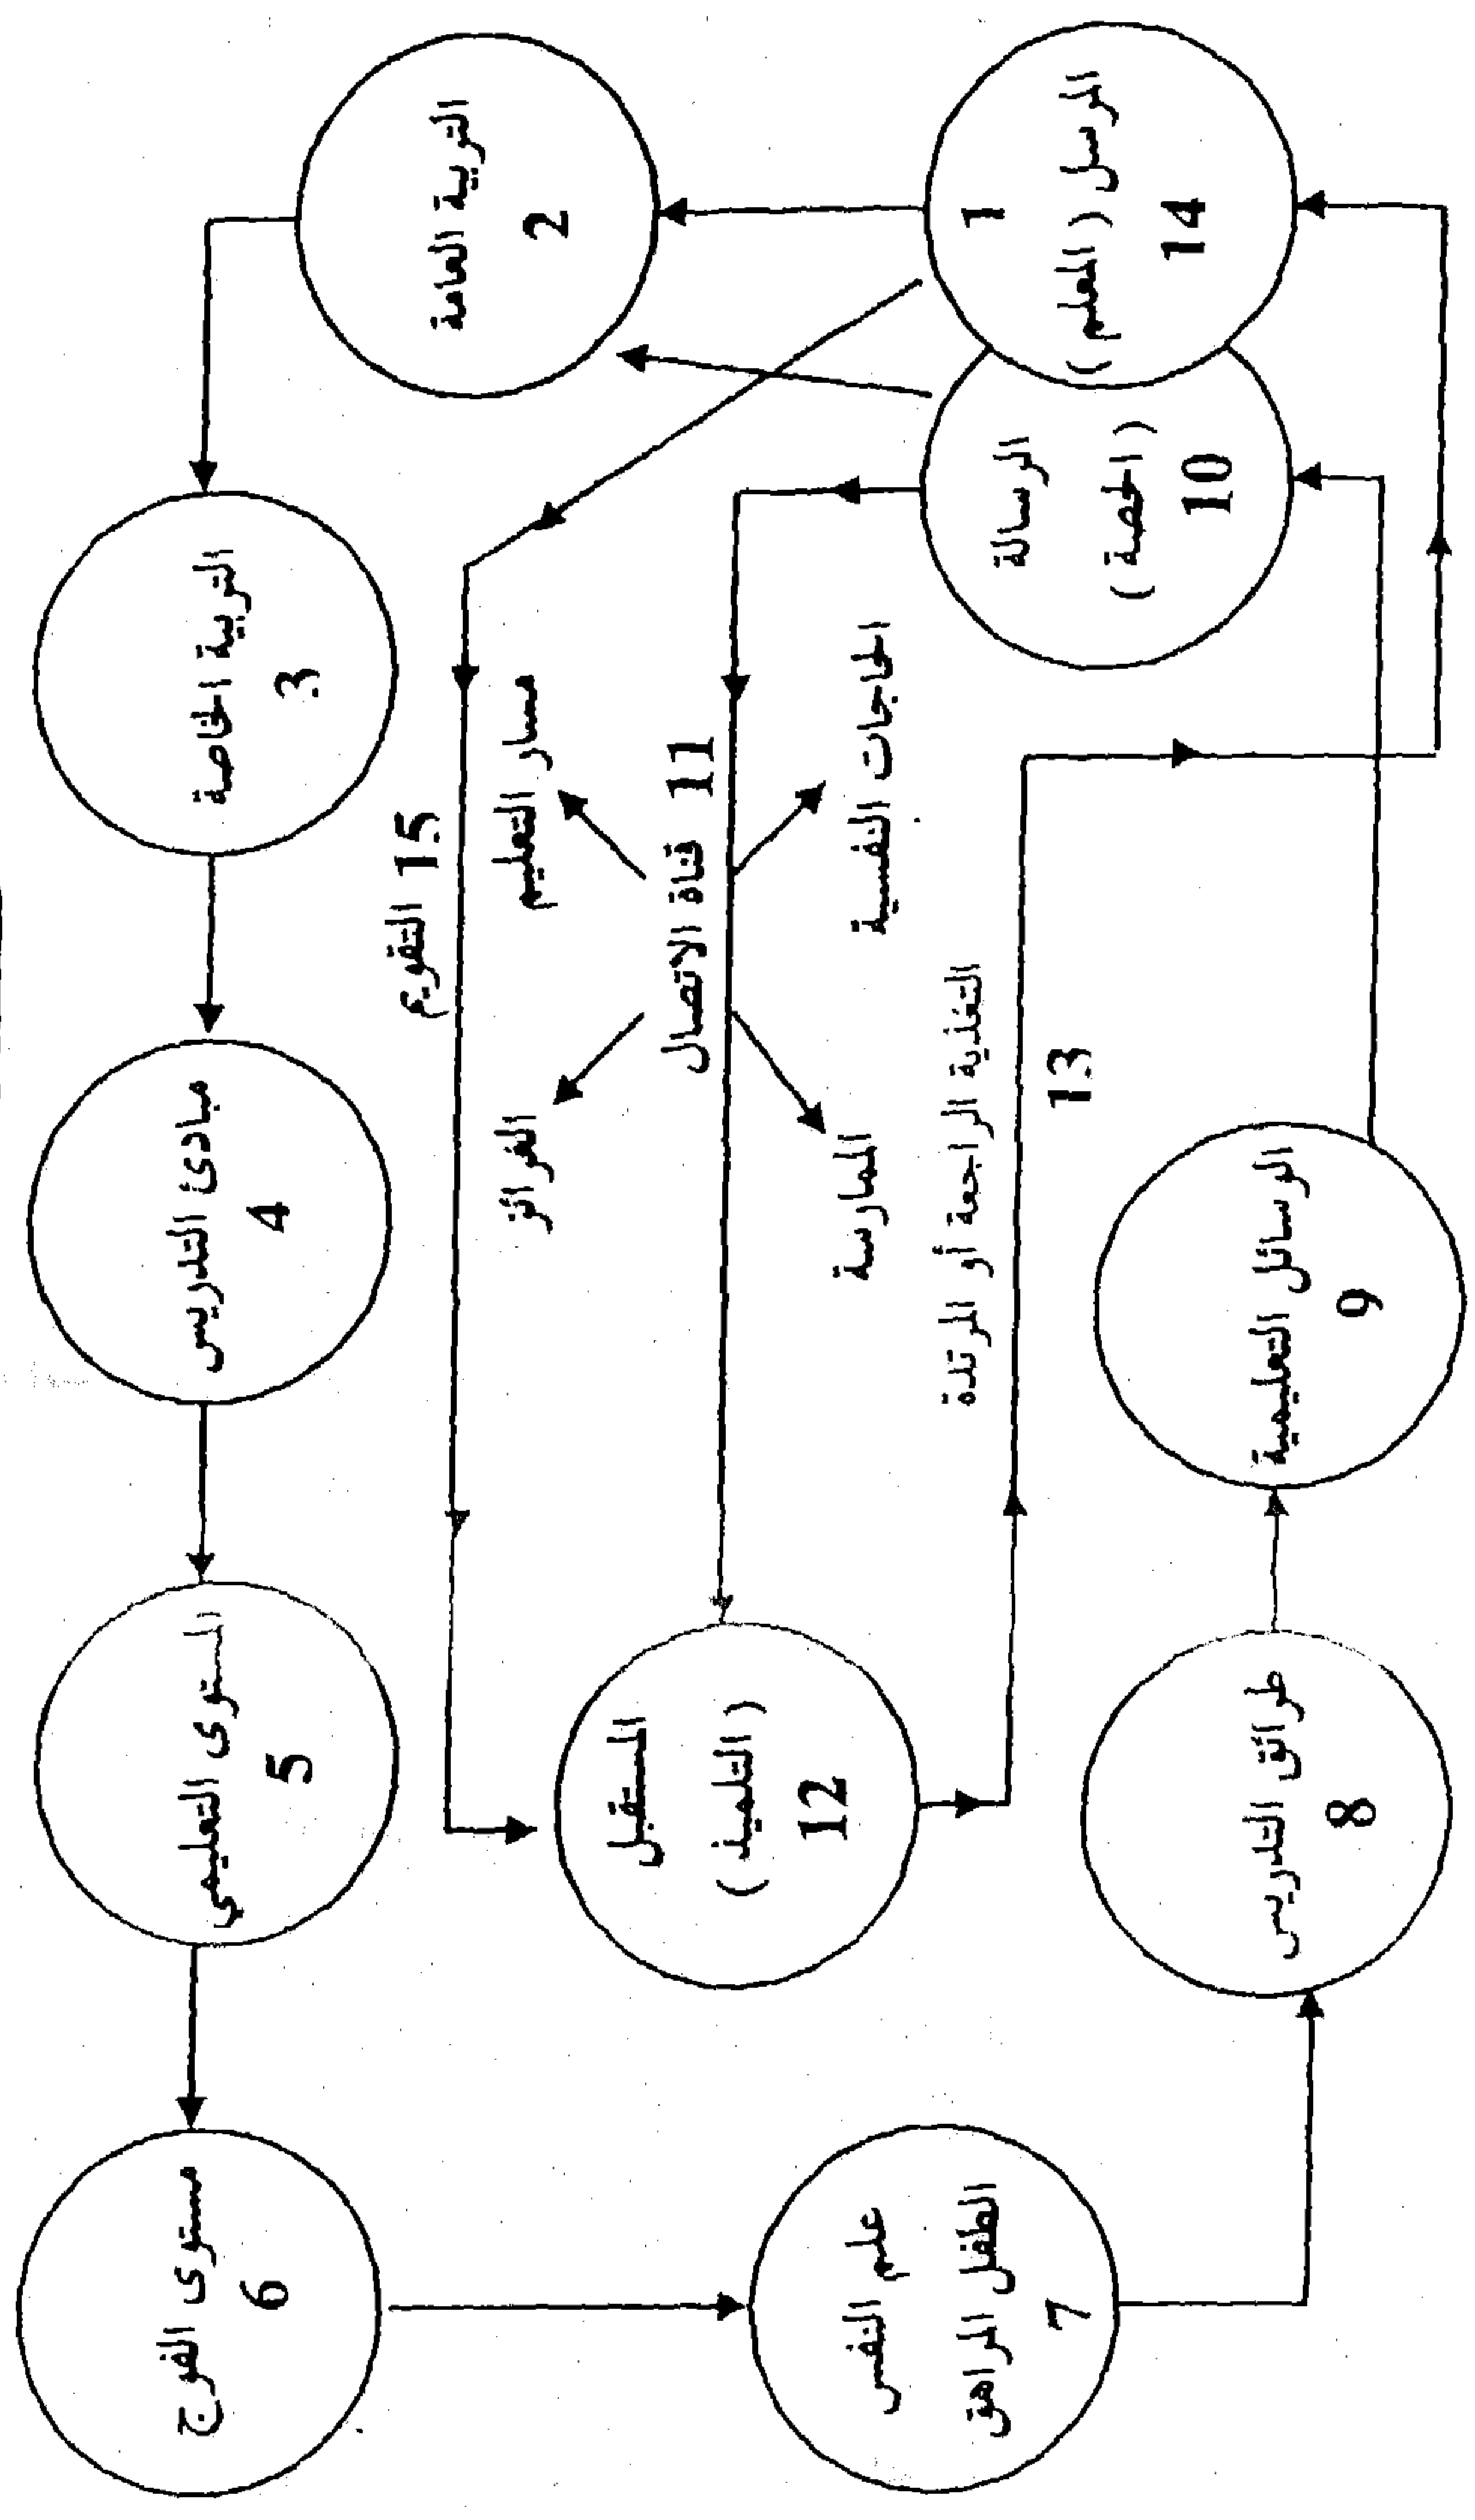 المرسل ( المعلم )
1
14
التربية العامة
2
التربية الخاصة
3
مبادئ التدريس
4
المستوى التعليمي
5
مستوى التخرج
6
علم النفس
الطفل المراهق
7
طرائق التدريس
8
الوسائل التعليمية
9
الرسالة
( الحصة )
10
قناة الاتصال 11
مسار التعليم
الحاجات النفسية
الغرائز
الممارسة
المستقبل
( التلميذ )
12
التغذية الراجعة أو المرتدة
13
التقويم 15